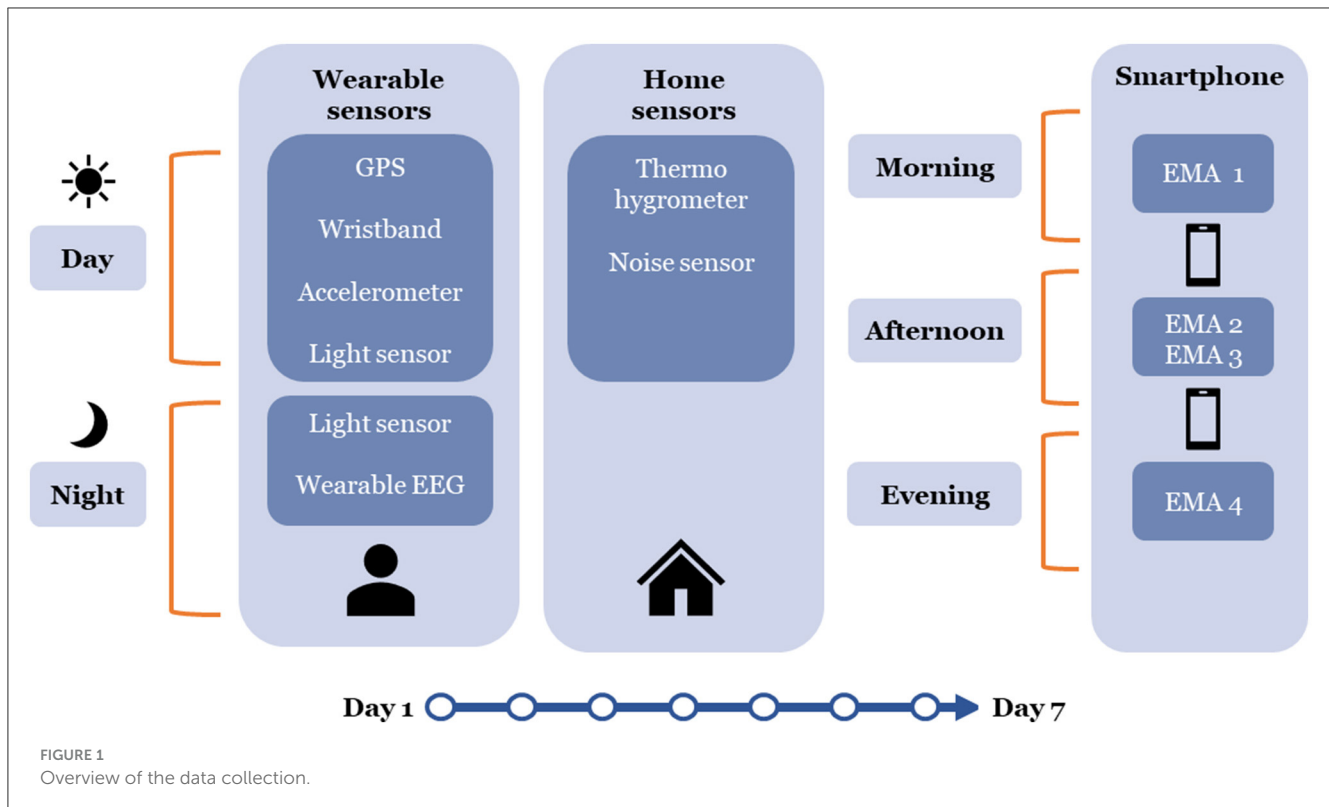 Wearable
sensors
Home
sensors
Smartphone
Day
GPS
Wristband
Accelerometer
Light sensor
Thermo
hygrometer
Noise sensor
Morning
EMA 1
Afternoon
EMA 2
EMA 3
Night
Light sensor
Wearable EEG
Evening
EMA 4
Day 1
Day 7
FIGURE 1
Overview of the data collection.